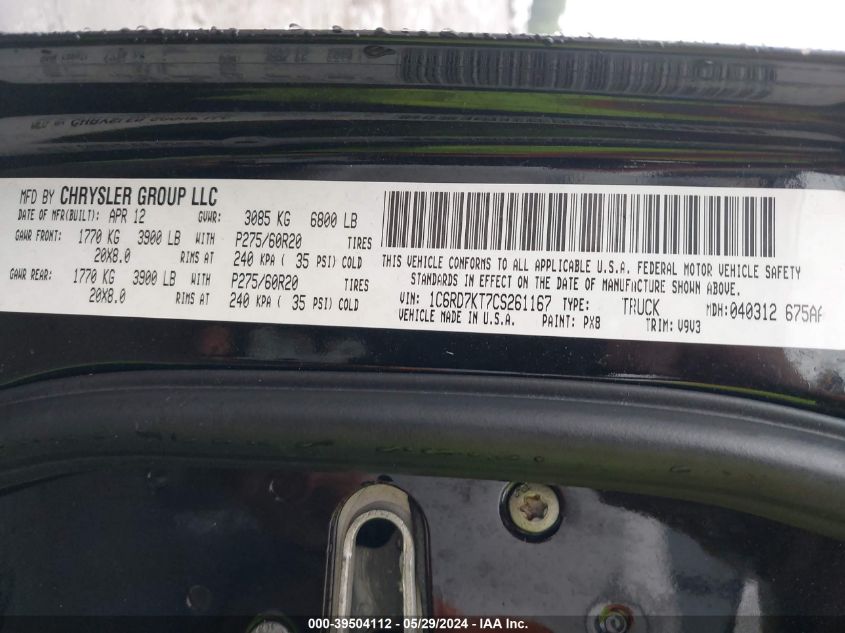 MFD BY CHRYSLER GROUP LLC
DATE OF MFR(BUILT): APR 12 GVWR: 3085 KG 6800 LB
GAWR FRONT: 1770 KG 3900 LB WITH P275/60R20 TIRES
20X8.0 RIMS AT 240 KPA ( 35 PSI) COLD
GAWR REAR: 1770 KG 3900 LB WITH P275/60R20 TIRES
20X8.0 RIMS AT 240 KPA ( 35 PSI) COLD
THIS VEHICLE CONFORMS TO ALL APPLICABLE U.S.A. FEDERAL MOTOR VEHICLE SAFETY
STANDARDS IN EFFECT ON THE DATE OF MANUFACTURE SHOWN ABOVE.
VIN: 1C6RD7KT7CS261167 TYPE: TRUCK MDH:040312 675AA
VEHICLE MADE IN U.S.A. PAINT: PX8 TRIM: V9V3
000-39504112 - 05/29/2024 - IAA Inc.